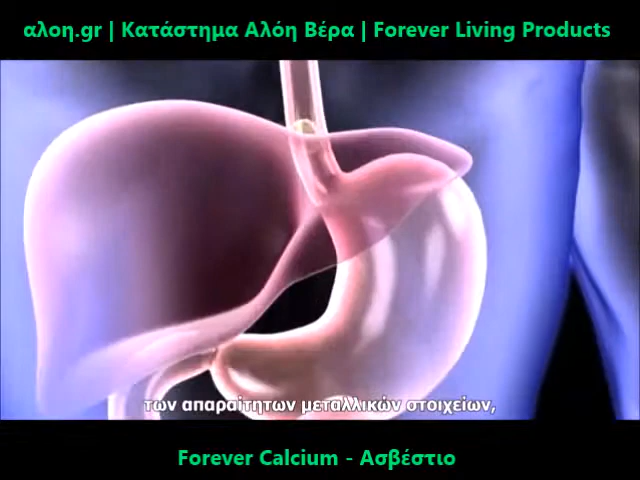 αλοη.gr | Κατάστημα Αλόη Βέρα | Forever Living Products
των απαραίτητων μεταλλικών στοιχείων,
Forever Calcium - Ασβέστιο